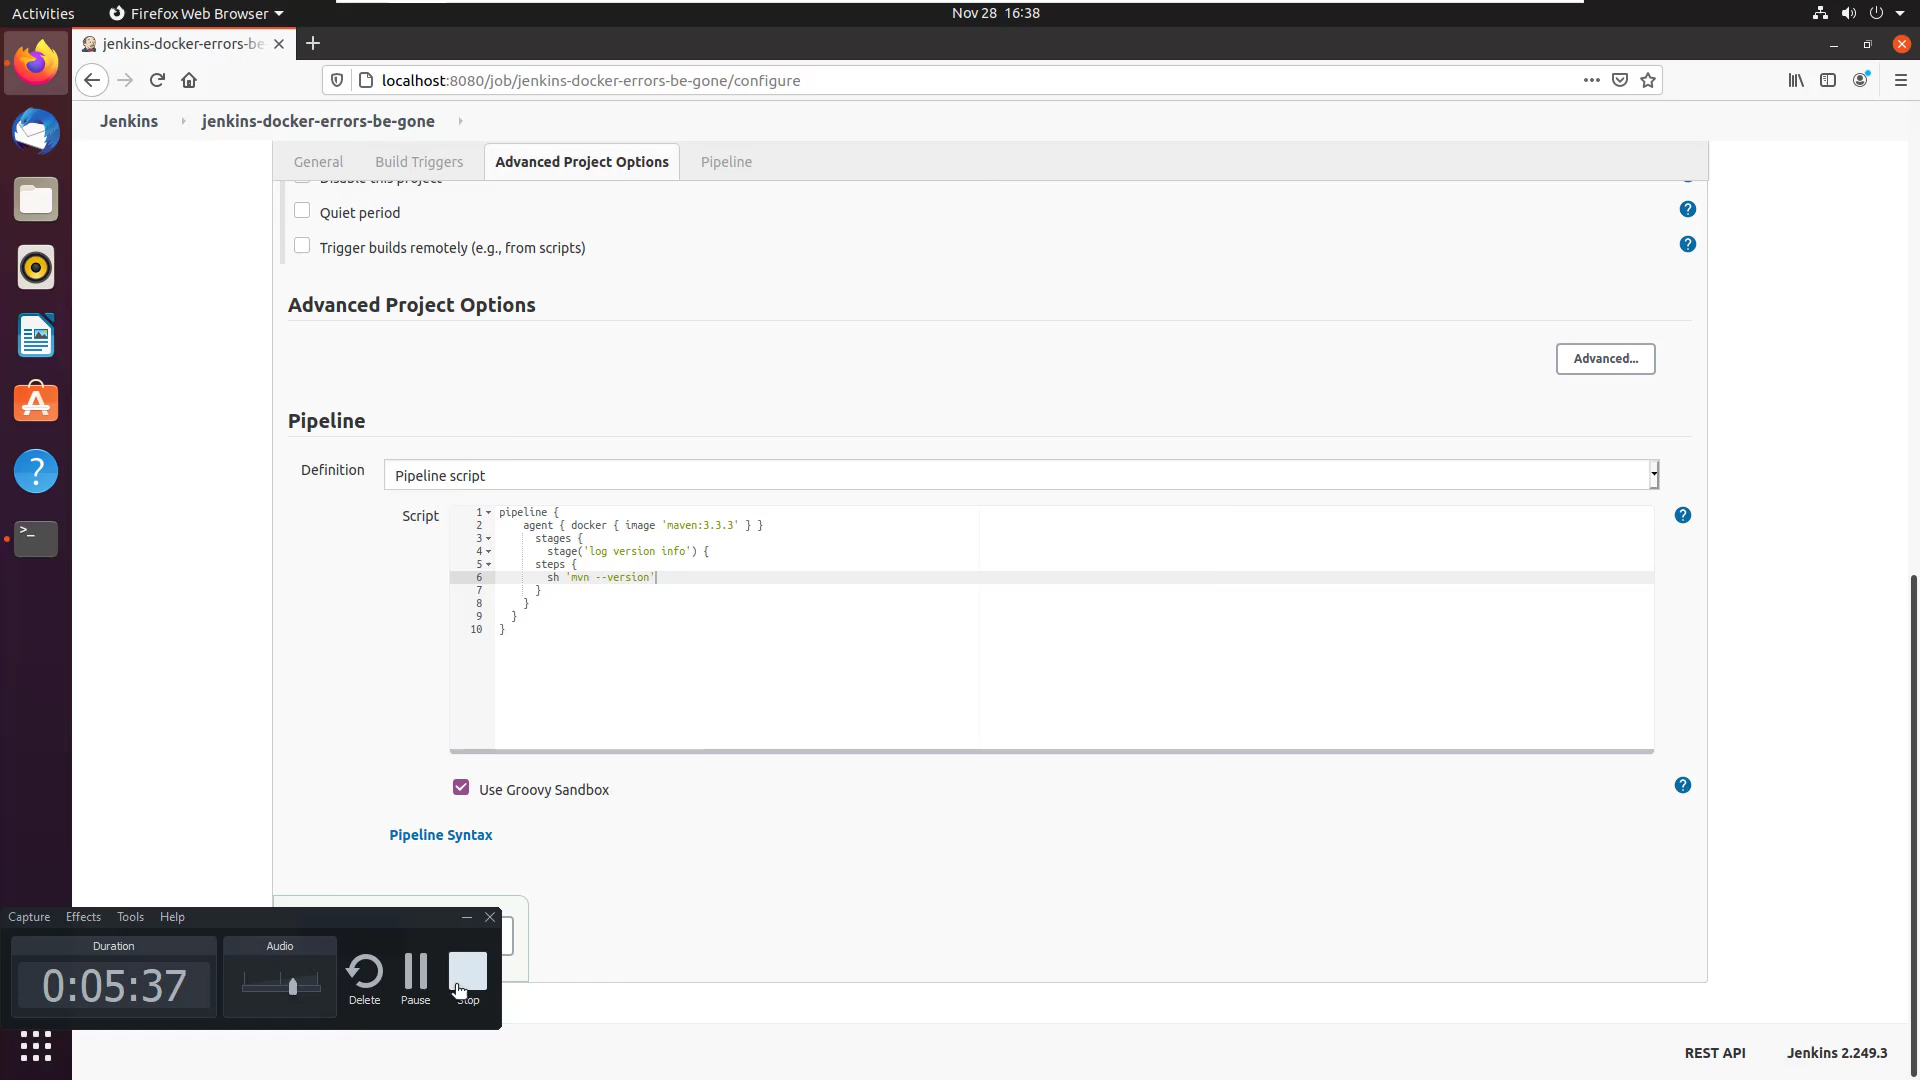 Activities
Firefox Web Browser
Nov 28 16:38
jenkins-docker-errors-be
localhost:8080/job/jenkins-docker-errors-be-gone/configure
Jenkins
jenkins-docker-errors-be-gone
General
Build Triggers
Advanced Project Options
Pipeline
Disable this project
Quiet period
Trigger builds remotely (e.g., from scripts)
Advanced Project Options
Advanced...
Pipeline
Definition
Pipeline script
Script
1 pipeline {
2 agent { docker { image 'maven:3.3.3' } }
3 stages {
4 stage('log version info') {
5 steps {
6 sh 'mvn --version'
7 }
8 }
9 }
10 }
Use Groovy Sandbox
Pipeline Syntax
Capture Effects Tools Help
Duration
Audio
0:05:37
Delete
Pause
Stop
REST API
Jenkins 2.249.3